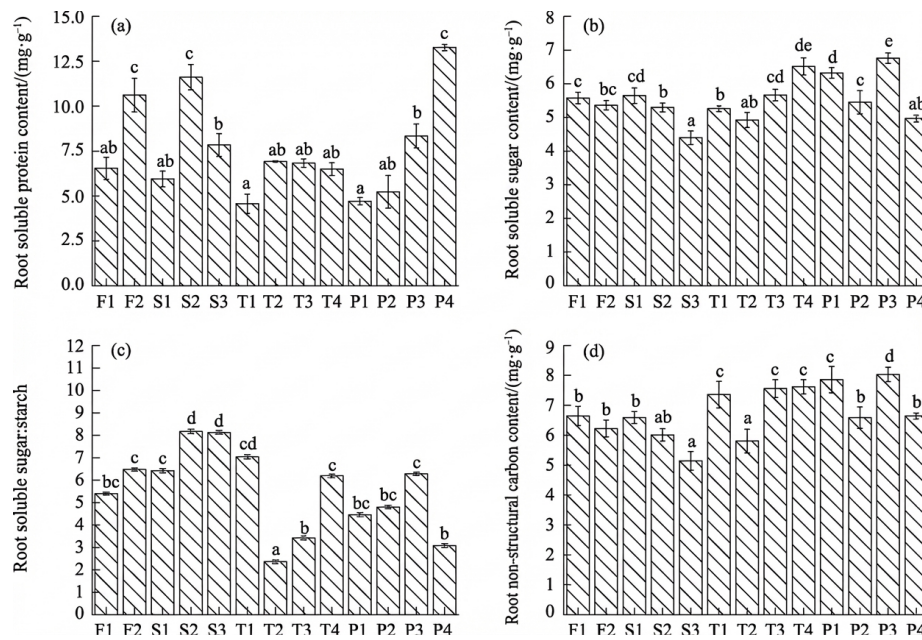 (a)
Root soluble protein content/(mg·g⁻¹)
15.0
12.5
10.0
7.5
5.0
2.5
0.0
ab c ab c b a ab ab ab a ab b c
F1 F2 S1 S2 S3 T1 T2 T3 T4 P1 P2 P3 P4
(b)
Root soluble sugar content/(mg·g⁻¹)
8
7
6
5
4
3
2
1
0
c bc cd b a b ab cd de d c e ab
F1 F2 S1 S2 S3 T1 T2 T3 T4 P1 P2 P3 P4
(c)
Root soluble sugar:starch
12
11
10
9
8
7
6
5
4
3
2
1
0
bc c c d d cd a b c bc bc c b
F1 F2 S1 S2 S3 T1 T2 T3 T4 P1 P2 P3 P4
(d)
Root non-structural carbon content/(mg·g⁻¹)
9
8
7
6
5
4
3
2
1
0
b b b ab a c a c c c b d b
F1 F2 S1 S2 S3 T1 T2 T3 T4 P1 P2 P3 P4